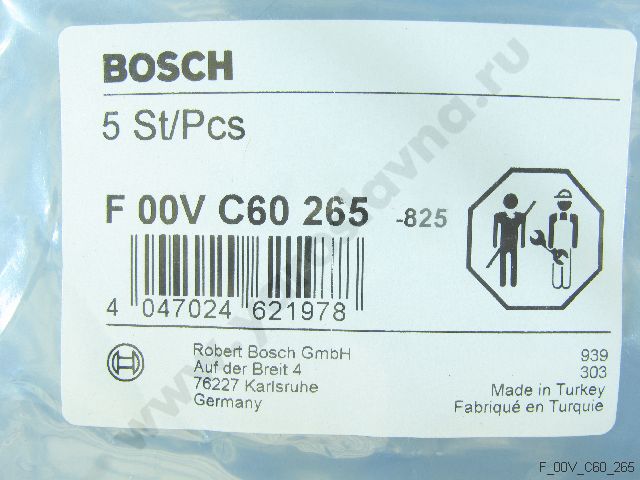 BOSCH
5 St/Pcs
F 00V C60 265 -825
4 047024 621978
Robert Bosch GmbH
Auf der Breit 4
76227 Karlsruhe
Germany
939
303
Made in Turkey
Fabriqué en Turquie
F_00V_C60_265